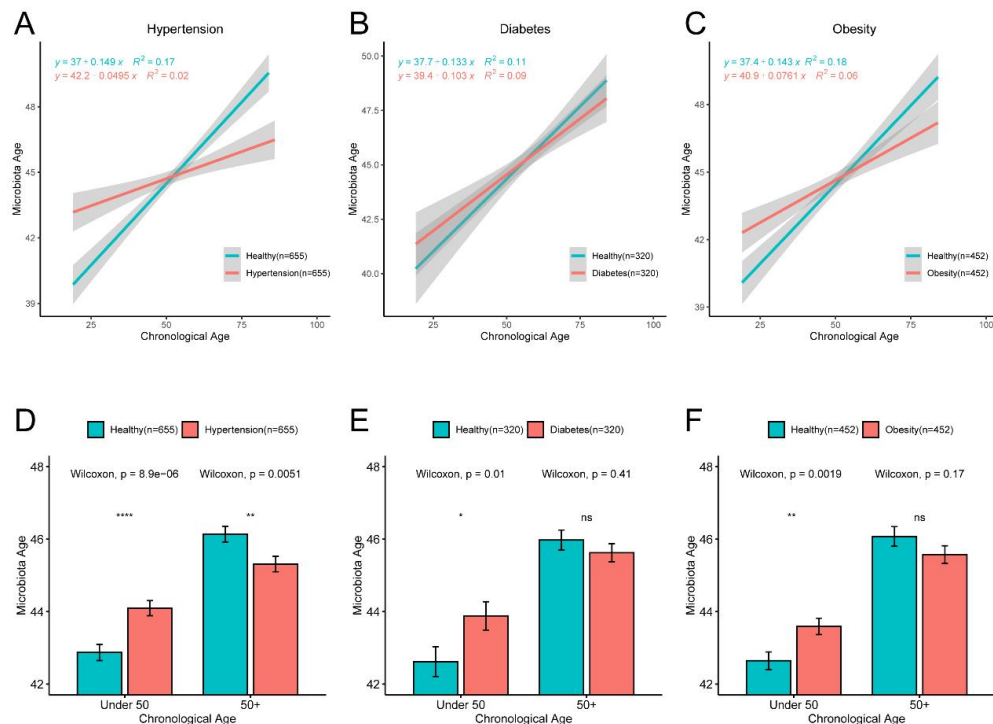 A
Hypertension
y = 37 + 0.149 x R² = 0.17
y = 42.2 + 0.0495 x R² = 0.02
48
45
42
39
Microbiota Age
Healthy(n=655)
Hypertension(n=655)
25 50 75 100
Chronological Age
B
Diabetes
50.0
y = 37.7 + 0.133 x R² = 0.11
y = 39.4 + 0.103 x R² = 0.09
47.5
45.0
42.5
40.0
Microbiota Age
Healthy(n=320)
Diabetes(n=320)
25 50 75 100
Chronological Age
C
Obesity
y = 37.4 + 0.143 x R² = 0.18
y = 40.9 + 0.0761 x R² = 0.06
48
45
42
39
Microbiota Age
Healthy(n=452)
Obesity(n=452)
25 50 75 100
Chronological Age
D
Healthy(n=655) Hypertension(n=655)
48
46
44
42
Microbiota Age
Wilcoxon, p = 8.9e-06 Wilcoxon, p = 0.0051
**** **
Under 50 50+
Chronological Age
E
Healthy(n=320) Diabetes(n=320)
48
46
44
42
Microbiota Age
Wilcoxon, p = 0.01 Wilcoxon, p = 0.41
* ns
Under 50 50+
Chronological Age
F
Healthy(n=452) Obesity(n=452)
48
46
44
42
Microbiota Age
Wilcoxon, p = 0.0019 Wilcoxon, p = 0.17
** ns
Under 50 50+
Chronological Age